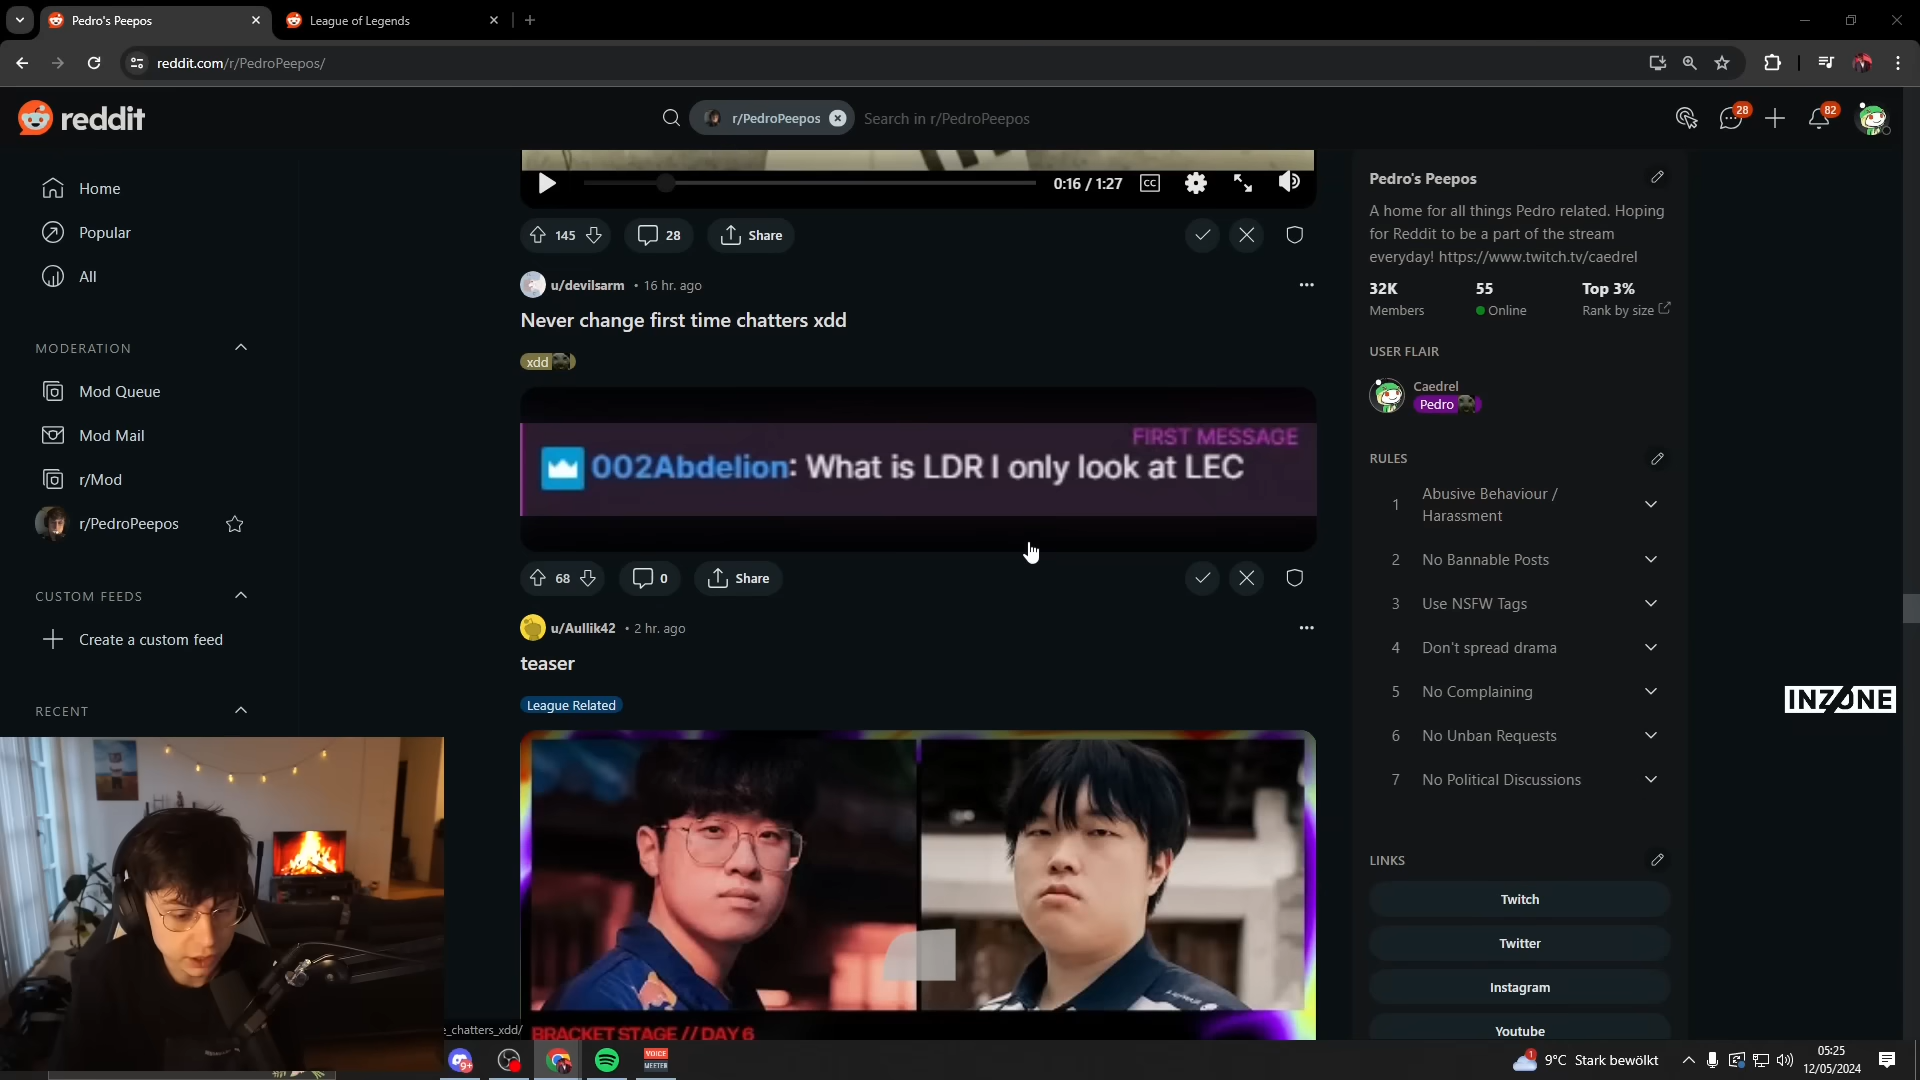 Pedro's Peepos
League of Legends
reddit.com/r/PedroPeepos/
reddit
r/PedroPeepos
Search in r/PedroPeepos
28
82
Home
Popular
All
MODERATION
Mod Queue
Mod Mail
r/Mod
r/PedroPeepos
CUSTOM FEEDS
Create a custom feed
RECENT
0:16 / 1:27
CC
145
28
Share
u/devilsarm • 16 hr. ago
Never change first time chatters xdd
xdd
FIRST MESSAGE
002Abdelion: What is LDR I only look at LEC
68
0
Share
u/Aullik42 • 2 hr. ago
teaser
League Related
BRACKET STAGE // DAY 6
Pedro's Peepos
A home for all things Pedro related. Hoping
for Reddit to be a part of the stream
everyday! https://www.twitch.tv/caedrel
32K
55
Top 3%
Members
Online
Rank by size
USER FLAIR
Caedrel
Pedro
RULES
1 Abusive Behaviour /
Harassment
2 No Bannable Posts
3 Use NSFW Tags
4 Don't spread drama
5 No Complaining
6 No Unban Requests
7 No Political Discussions
LINKS
Twitch
Twitter
Instagram
Youtube
INZONE
e_chatters_xdd/
9+
VOICE
MEETER
1
9°C Stark bewölkt
05:25
12/05/2024